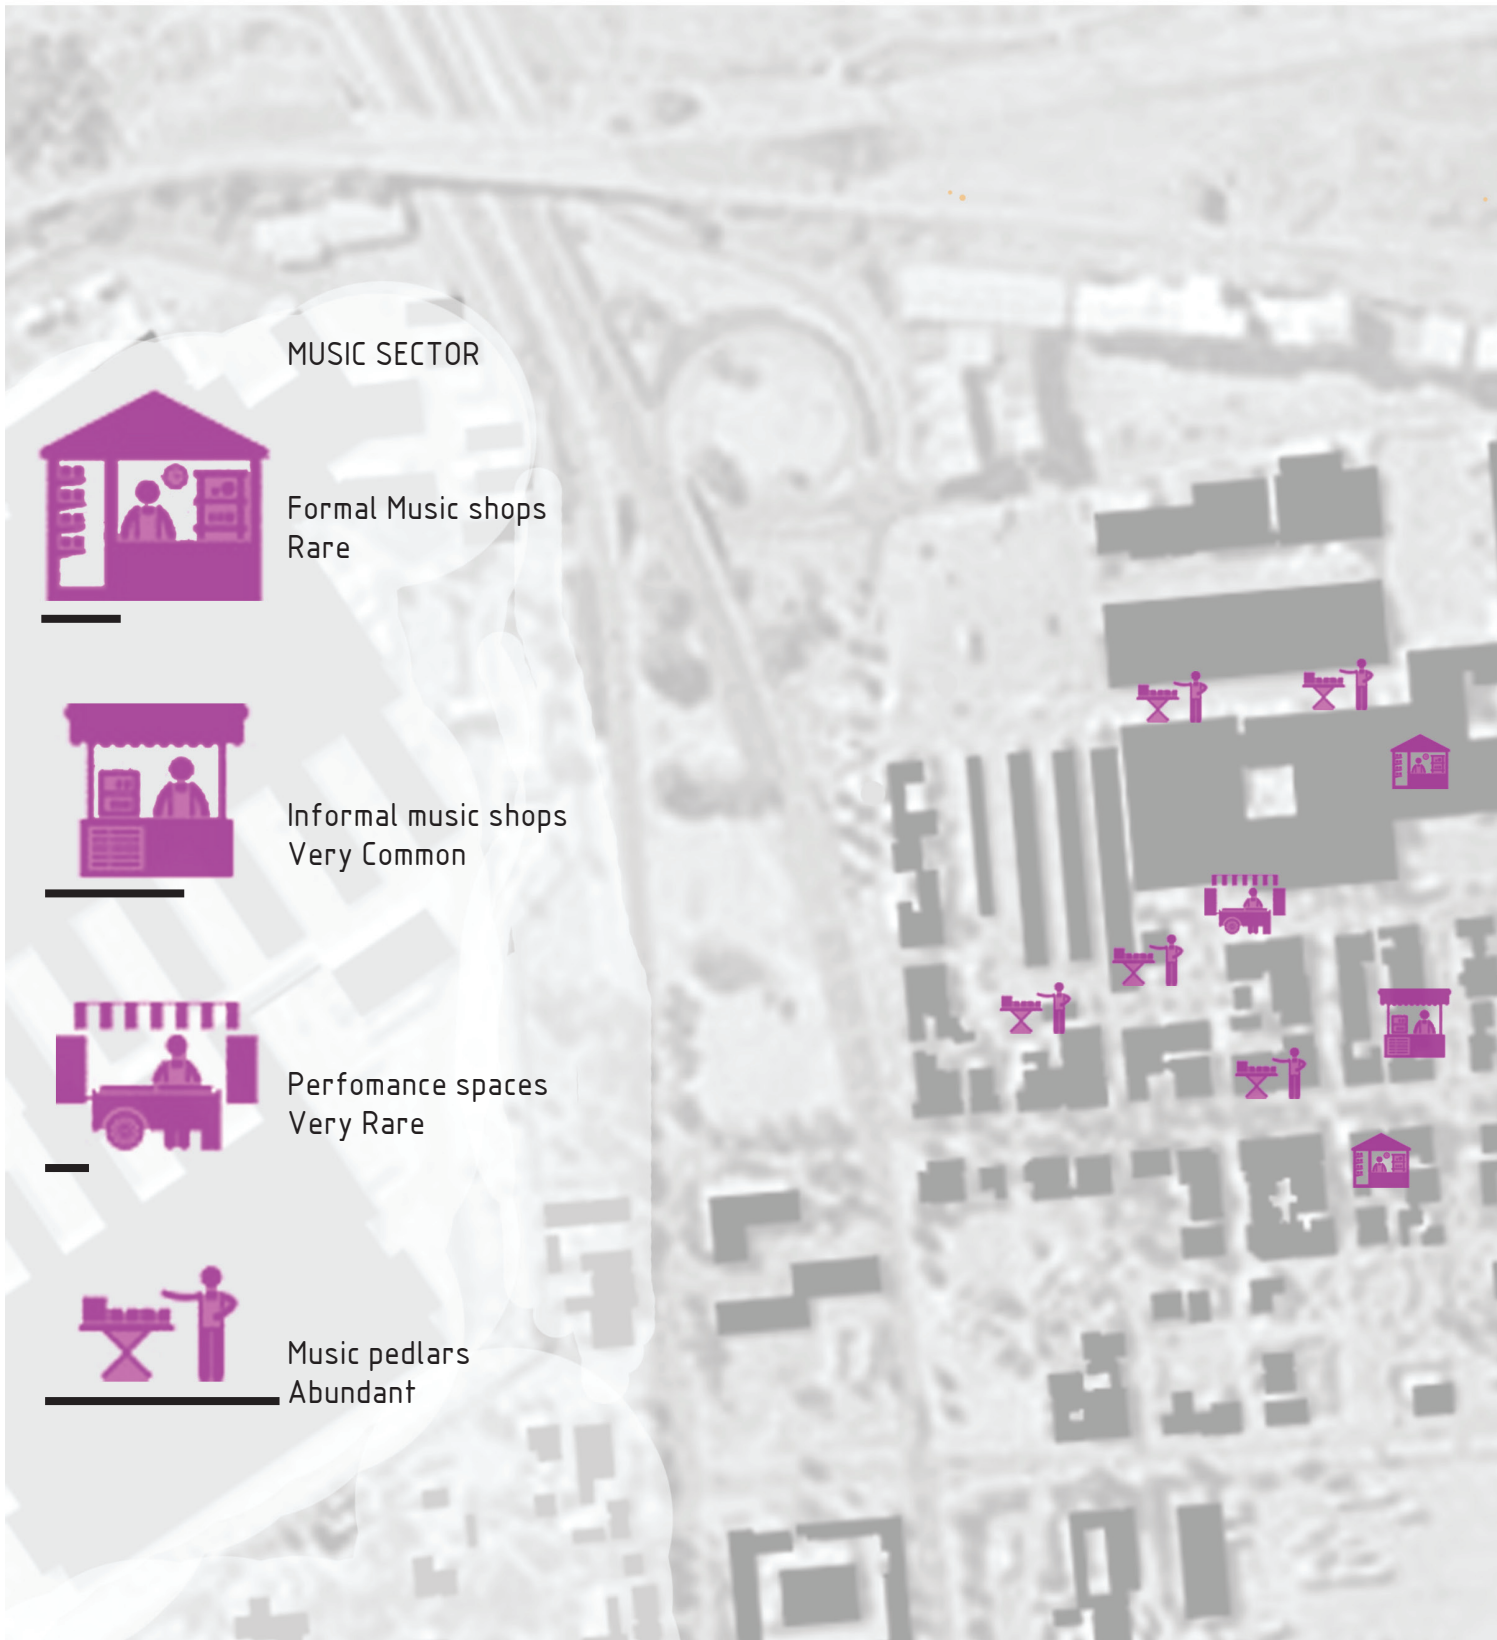 MUSIC SECTOR
Formal Music shops
Rare
Informal music shops
Very Common
Perfomance spaces
Very Rare
Music pedlars
Abundant